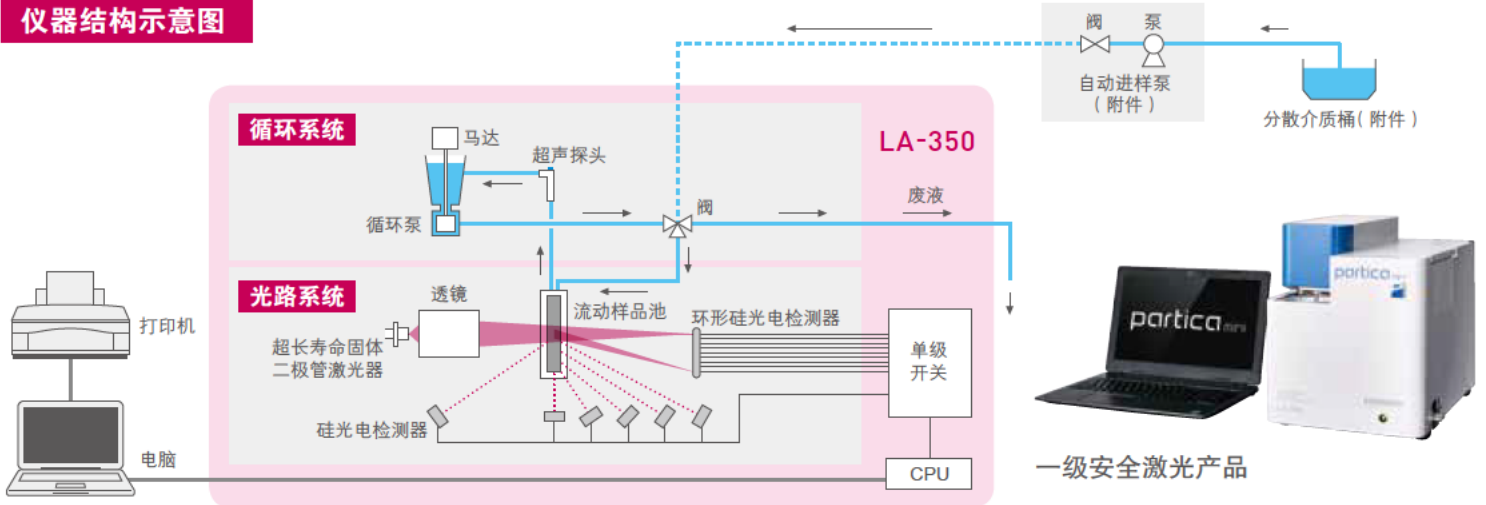 仪器结构示意图
阀
泵
自动进样泵
（附件）
分散介质桶（附件）
循环系统
马达
超声探头
LA-350
循环泵
阀
废液
光路系统
透镜
流动样品池
环形硅光电检测器
打印机
超长寿命固体
二极管激光器
单级
开关
硅光电检测器
电脑
CPU
partica mini
partica
一级安全激光产品